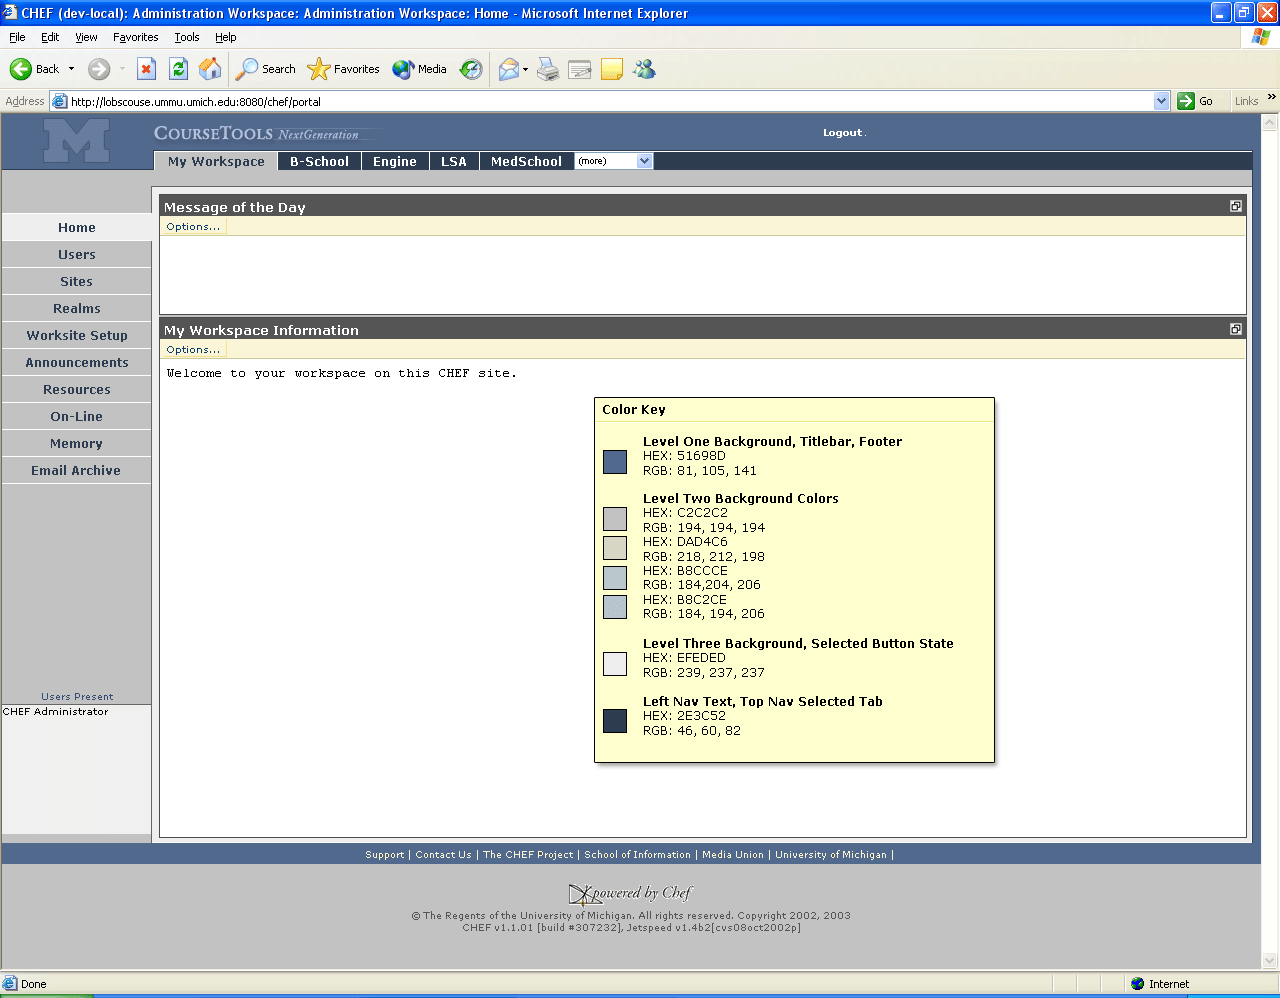 CHEF (dev-local): Administration Workspace: Administration Workspace: Home - Microsoft Internet Explorer
File Edit View Favorites Tools Help
Back Search Favorites Media
Address http://lobscouse.ummu.umich.edu:8080/chef/portal Go Links »
M COURSETOOLS NextGeneration Logout.
My Workspace B-School Engine LSA MedSchool (more)
Message of the Day
Options...
Home
Users
Sites
Realms
Worksite Setup
Announcements
Resources
On-Line
Memory
Email Archive
Users Present
CHEF Administrator
My Workspace Information
Options...
Welcome to your workspace on this CHEF site.
Color Key
Level One Background, Titlebar, Footer
HEX: 51698D
RGB: 81, 105, 141
Level Two Background Colors
HEX: C2C2C2
RGB: 194, 194, 194
HEX: DAD4C6
RGB: 218, 212, 198
HEX: B8CCCE
RGB: 184,204, 206
HEX: B8C2CE
RGB: 184, 194, 206
Level Three Background, Selected Button State
HEX: EFEDED
RGB: 239, 237, 237
Left Nav Text, Top Nav Selected Tab
HEX: 2E3C52
RGB: 46, 60, 82
Support | Contact Us | The CHEF Project | School of Information | Media Union | University of Michigan |
powered by Chef
© The Regents of the University of Michigan. All rights reserved. Copyright 2002, 2003
CHEF v1.1.01 [build #307232], Jetspeed v1.4b2[cvs08oct2002p]
Done Internet